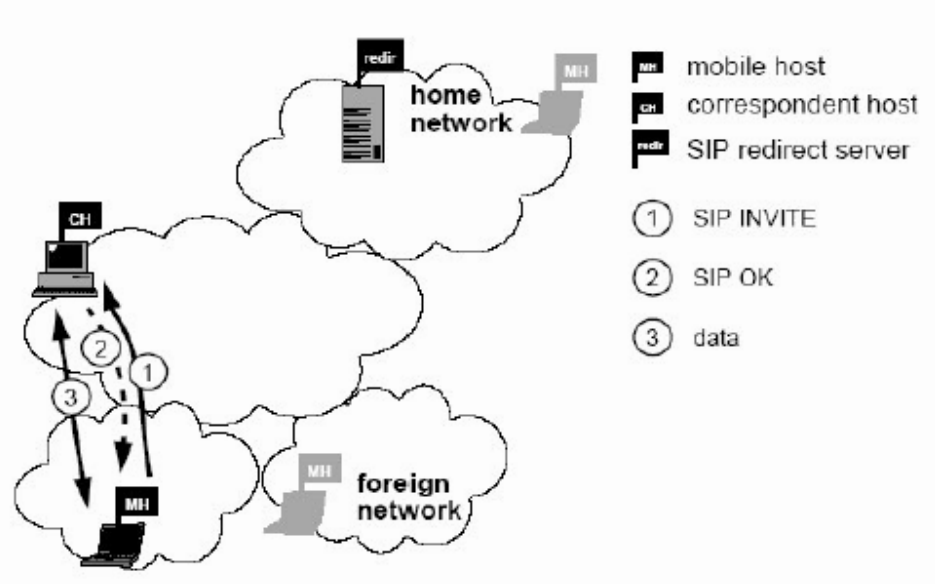 redir
home
network
MH
MH mobile host
CH correspondent host
redir SIP redirect server
1 SIP INVITE
2 SIP OK
3 data
CH
2
1
3
MH
MH
foreign
network